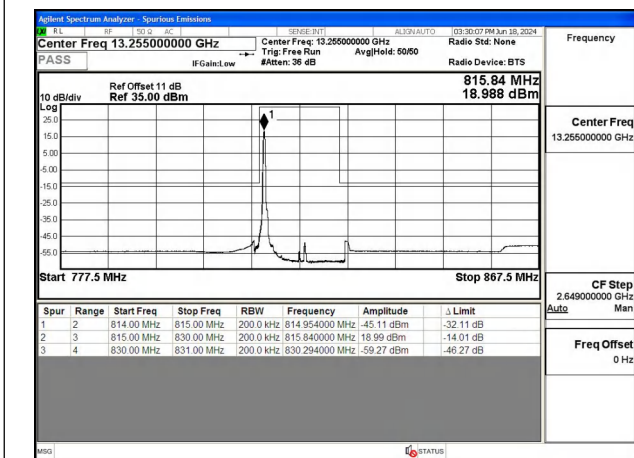 Agilent Spectrum Analyzer - Spurious Emissions
RL RF 50 Ω AC SENSE:INT ALIGN AUTO 03:30:07 PM Jun 18, 2024
Center Freq 13.255000000 GHz
Center Freq: 13.255000000 GHz
Radio Std: None
Trig: Free Run Avg|Hold: 50/50
PASS
IFGain:Low
#Atten: 36 dB
Radio Device: BTS
Frequency
815.84 MHz
18.988 dBm
Ref Offset 11 dB
10 dB/div Ref 35.00 dBm
Log
1
25.0
15.0
5.00
-5.00
-15.0
-25.0
-35.0
-45.0
-55.0
Start 777.5 MHz
Stop 867.5 MHz
Center Freq
13.255000000 GHz
CF Step
2.649000000 GHz
Auto Man
Freq Offset
0 Hz
Spur Range Start Freq Stop Freq RBW Frequency Amplitude Δ Limit
1 2 814.00 MHz 815.00 MHz 200.0 kHz 814.954000 MHz -45.11 dBm -32.11 dB
2 3 815.00 MHz 830.00 MHz 200.0 kHz 815.840000 MHz 18.99 dBm -14.01 dB
3 4 830.00 MHz 831.00 MHz 200.0 kHz 830.294000 MHz -59.27 dBm -46.27 dB
MSG
STATUS